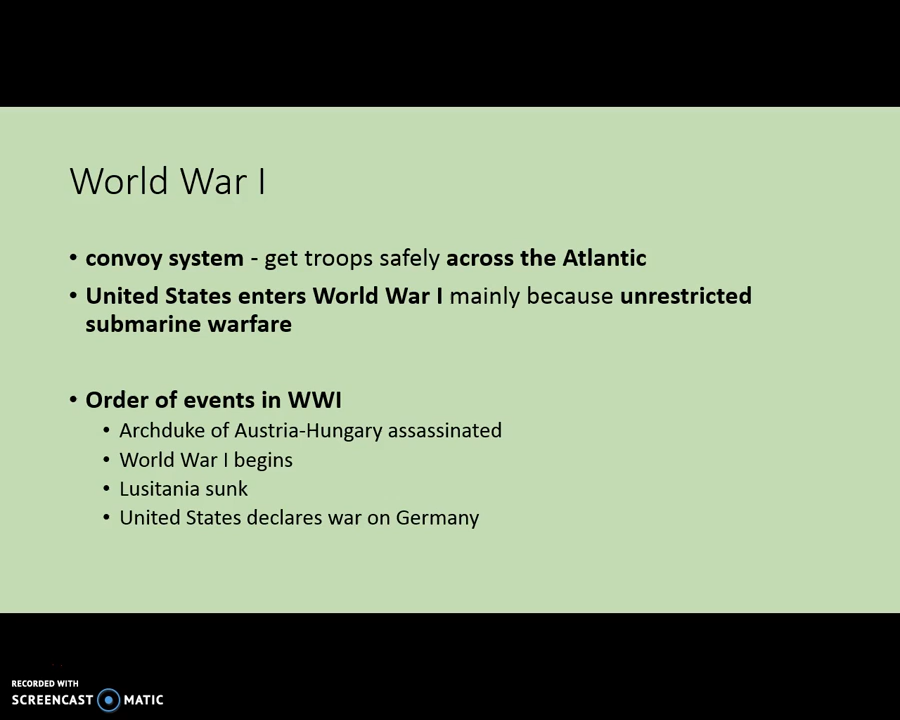 World War I
• convoy system - get troops safely across the Atlantic
• United States enters World War I mainly because unrestricted
submarine warfare
• Order of events in WWI
• Archduke of Austria-Hungary assassinated
• World War I begins
• Lusitania sunk
• United States declares war on Germany
RECORDED WITH
SCREENCAST MATIC